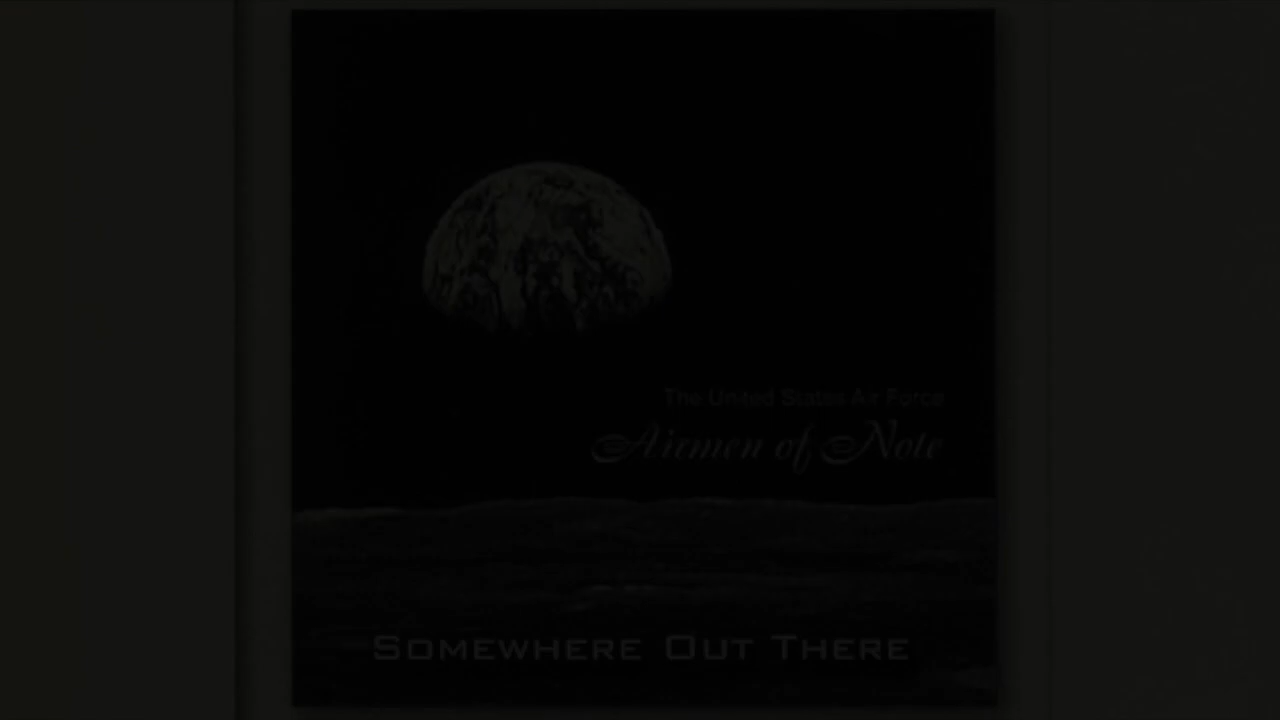 The United States Air Force
Airmen of Note
SOMEWHERE OUT THERE